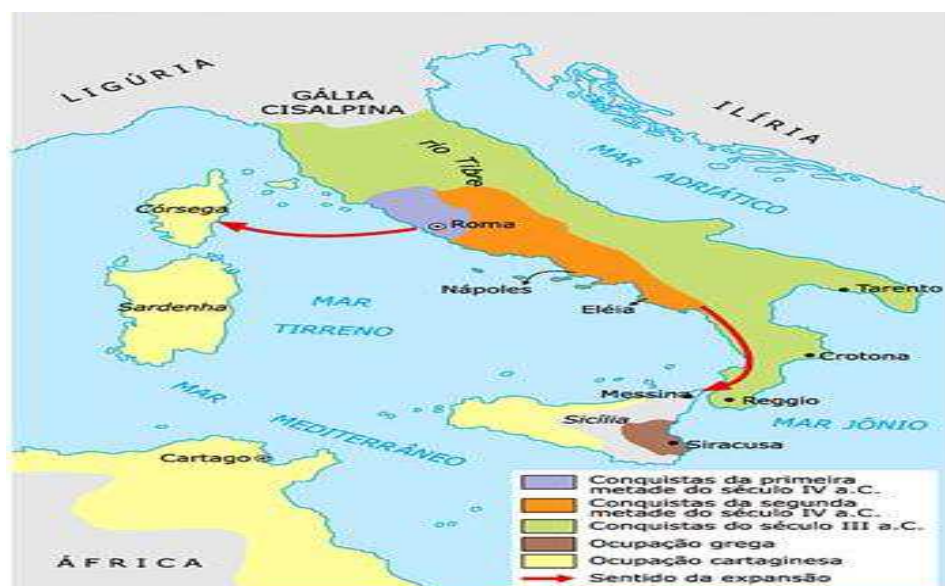 LIGÚRIA
GÁLIA
CISALPINA
ILÍRIA
rio Tibre
MAR ADRIÁTICO
Córsega
Roma
Sardenha
MAR
TIRRENO
Nápoles
Eléia
Tarento
Crotona
Messina
Reggio
Sicília
MAR JÔNIO
Siracusa
MAR MEDITERRÂNEO
Cartago
ÁFRICA
Conquistas da primeira
metade do século IV a.C.
Conquistas da segunda
metade do século IV a.C.
Conquistas do século III a.C.
Ocupação grega
Ocupação cartaginesa
Sentido da expansão